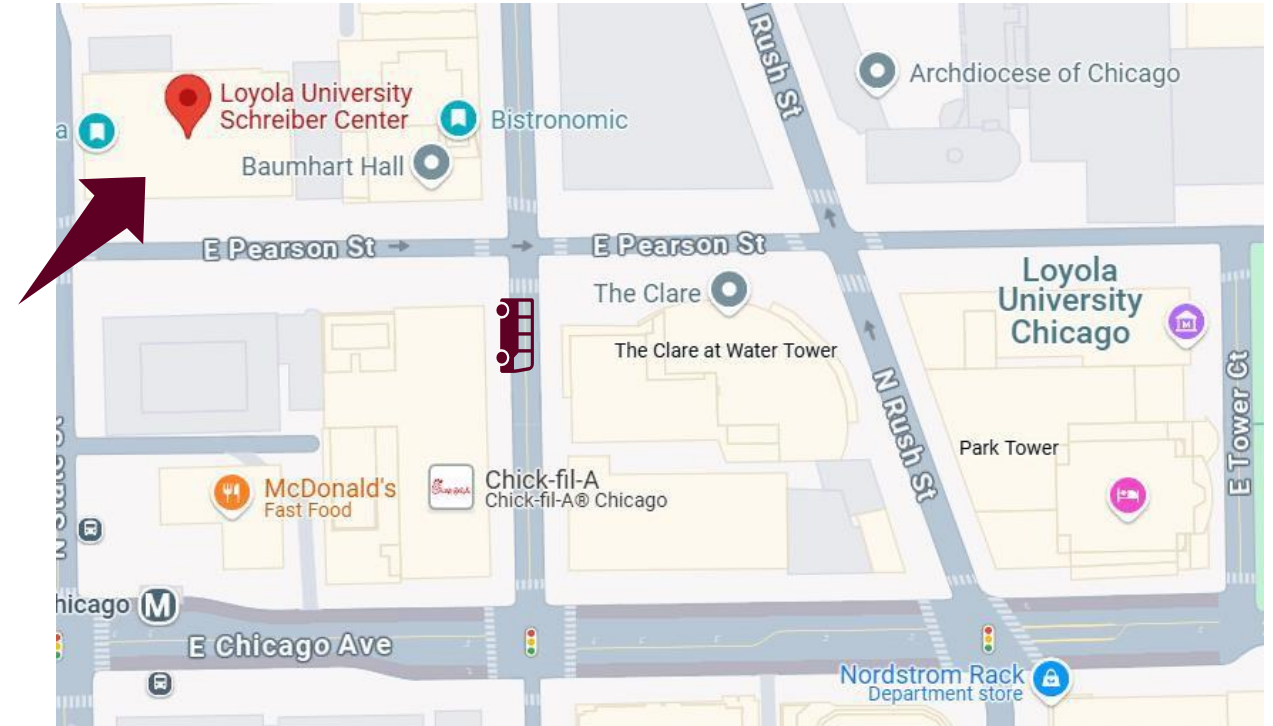 N Rush St
Archdiocese of Chicago
Loyola University
Schreiber Center
a
Bistronomic
Baumhart Hall
E Pearson St
E Pearson St
The Clare
Loyola
University
Chicago
The Clare at Water Tower
N Rush St
Park Tower
E Tower Ct
N State St
McDonald's
Fast Food
Chick-fil-A
Chick-fil-A® Chicago
hicago M
E Chicago Ave
Nordstrom Rack
Department store